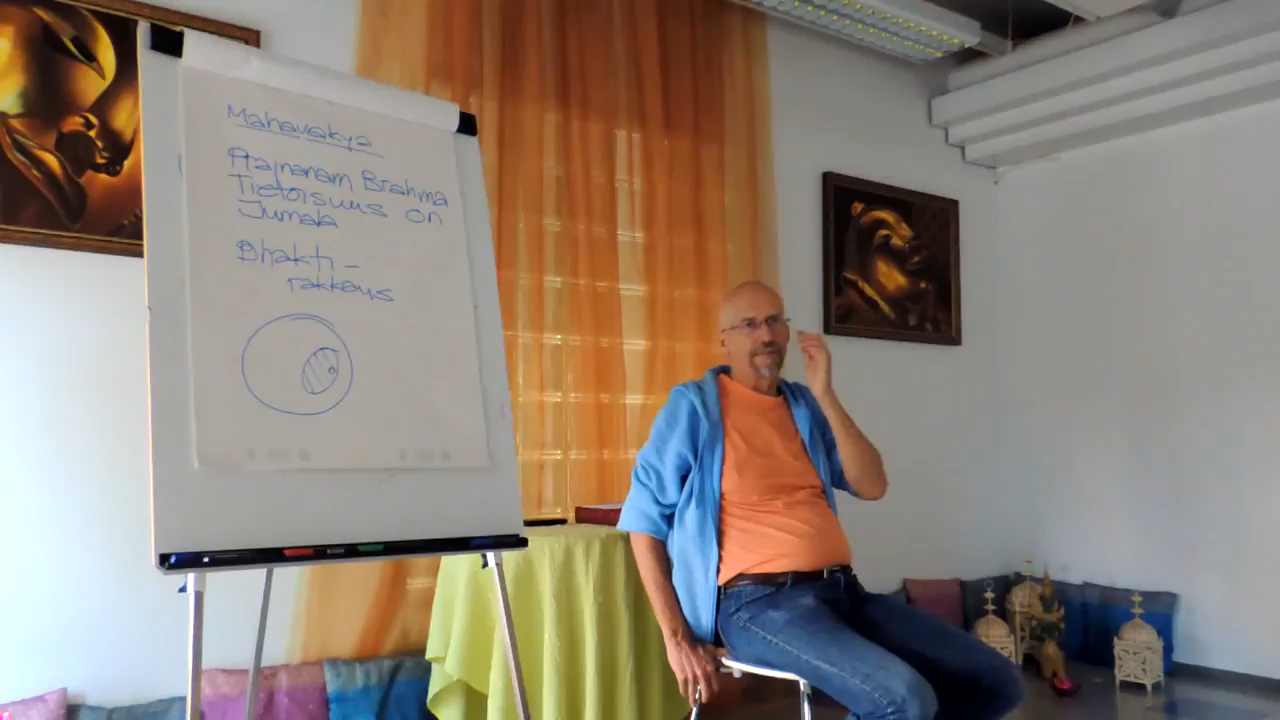 Mahavakya
Prajnanam Brahma
Tietoisuus on
Jumala
Bhakti -
rakkaus